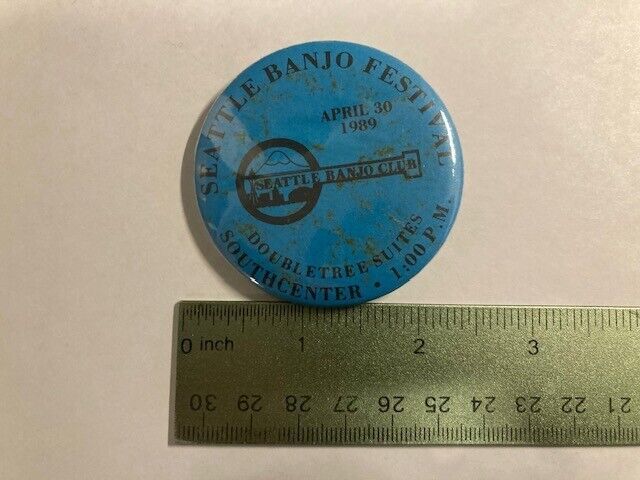 SEATTLE BANJO FESTIVAL
APRIL 30
1989
SEATTLE BANJO CLUB
DOUBLETREE SUITES
SOUTHCENTER • 1:00 P.M.
0 inch 1 2 3
30 29 28 27 26 25 24 23 22 21